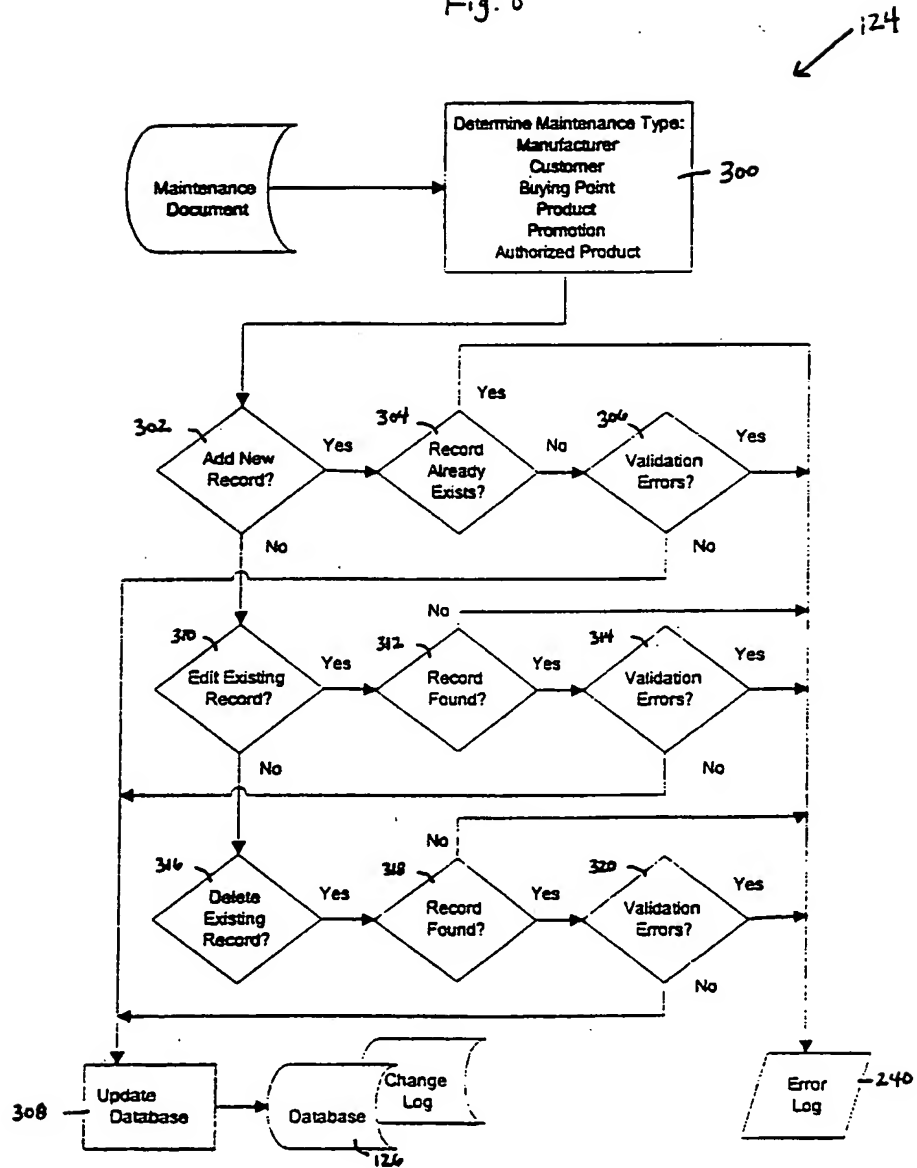 Fig. 6
124
Determine Maintenance Type:
Manufacturer
Customer
Buying Point
Product
Promotion
Authorized Product
300
Maintenance
Document
302
Add New
Record?
Yes
No
304
Record
Already
Exists?
Yes
No
306
Validation
Errors?
Yes
No
310
Edit Existing
Record?
Yes
No
312
Record
Found?
No
Yes
314
Validation
Errors?
Yes
No
316
Delete
Existing
Record?
Yes
318
Record
Found?
No
Yes
320
Validation
Errors?
Yes
No
308
Update
Database
Database
126
Change
Log
Error
Log
240